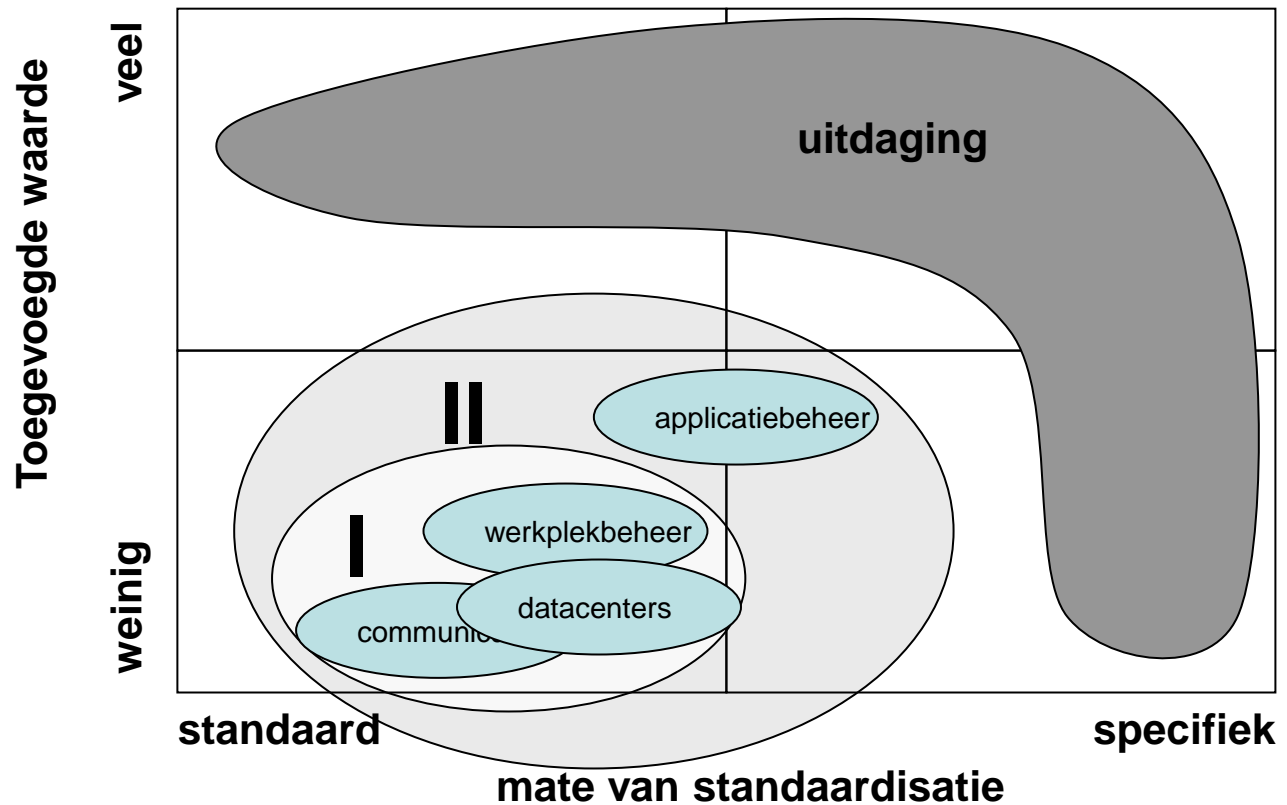 Toegevoegde waarde
veel
weinig
uitdaging
II
applicatiebeheer
werkplekbeheer
I
datacenters
standaard
specifiek
mate van standaardisatie